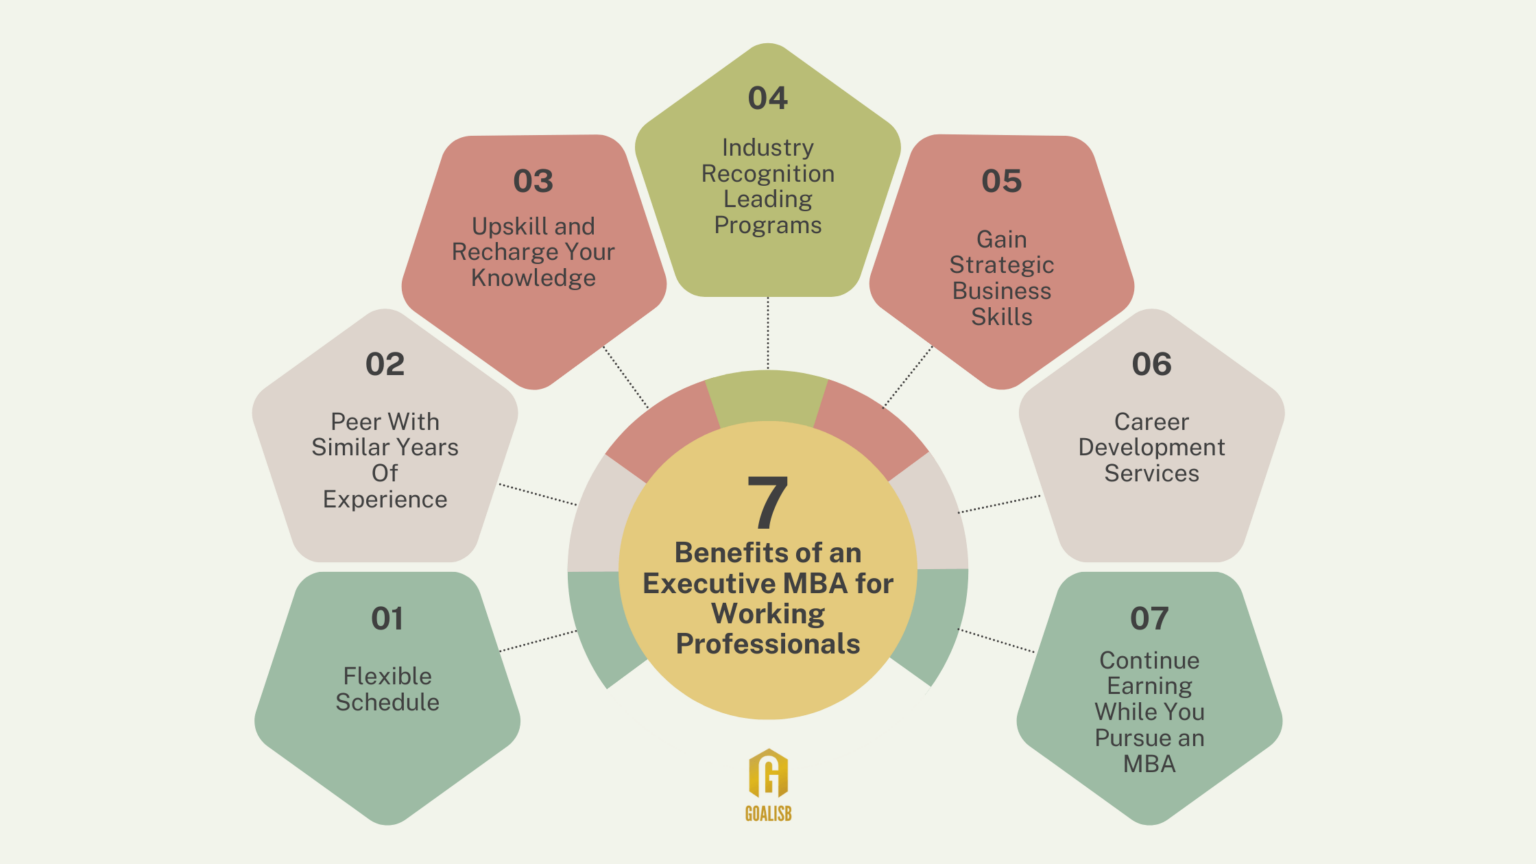 04
Industry
Recognition
Leading
Programs
03
Upskill and
Recharge Your
Knowledge
05
Gain
Strategic
Business
Skills
02
Peer With
Similar Years
Of
Experience
06
Career
Development
Services
7
Benefits of an
Executive MBA for
Working
Professionals
01
Flexible
Schedule
07
Continue
Earning
While You
Pursue an
MBA
G
GOALISB